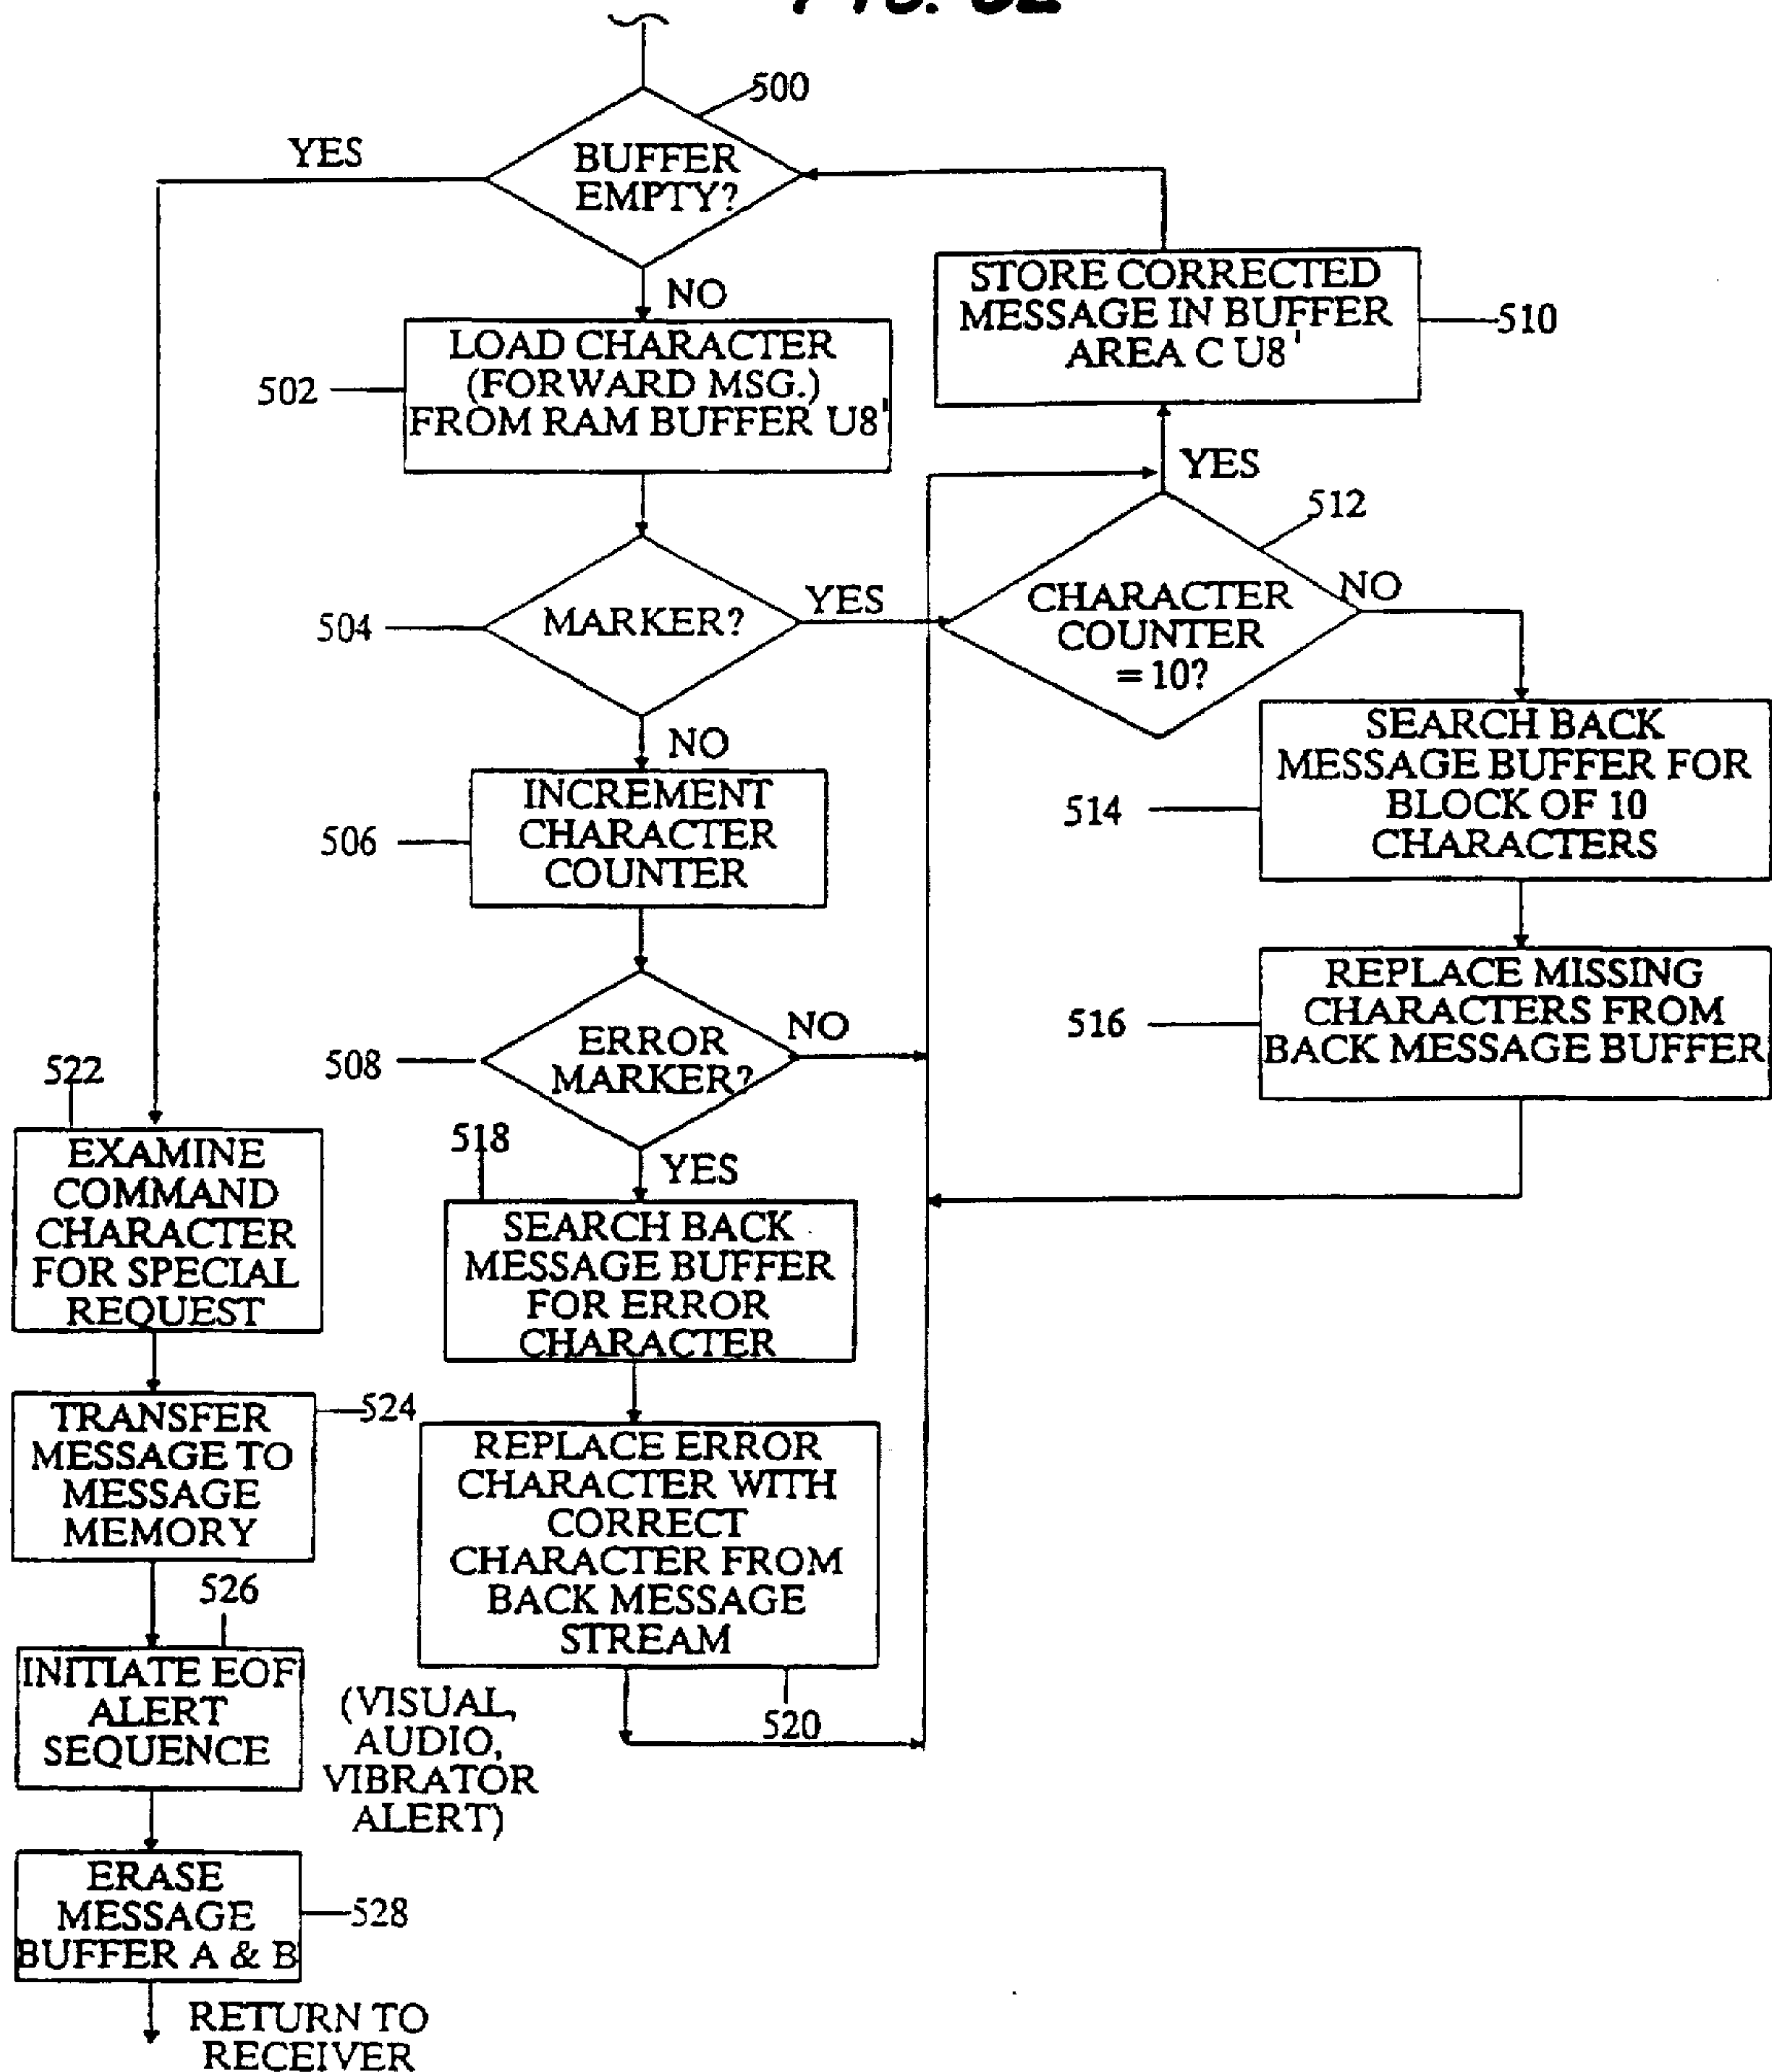 500
YES
BUFFER
EMPTY?
NO
LOAD CHARACTER
(FORWARD MSG.)
FROM RAM BUFFER U8'
502
STORE CORRECTED
MESSAGE IN BUFFER
AREA C U8'
510
YES
512
504
MARKER?
YES
CHARACTER
COUNTER
= 10?
NO
NO
506
INCREMENT
CHARACTER
COUNTER
514
SEARCH BACK
MESSAGE BUFFER FOR
BLOCK OF 10
CHARACTERS
516
REPLACE MISSING
CHARACTERS FROM
BACK MESSAGE BUFFER
508
ERROR
MARKER?
NO
YES
522
EXAMINE
COMMAND
CHARACTER
FOR SPECIAL
REQUEST
518
SEARCH BACK
MESSAGE BUFFER
FOR ERROR
CHARACTER
TRANSFER
MESSAGE TO
MESSAGE
MEMORY
524
REPLACE ERROR
CHARACTER WITH
CORRECT
CHARACTER FROM
BACK MESSAGE
STREAM
520
526
INITIATE EOF
ALERT
SEQUENCE
(VISUAL,
AUDIO,
VIBRATOR
ALERT)
ERASE
MESSAGE
BUFFER A & B
528
RETURN TO
RECEIVER